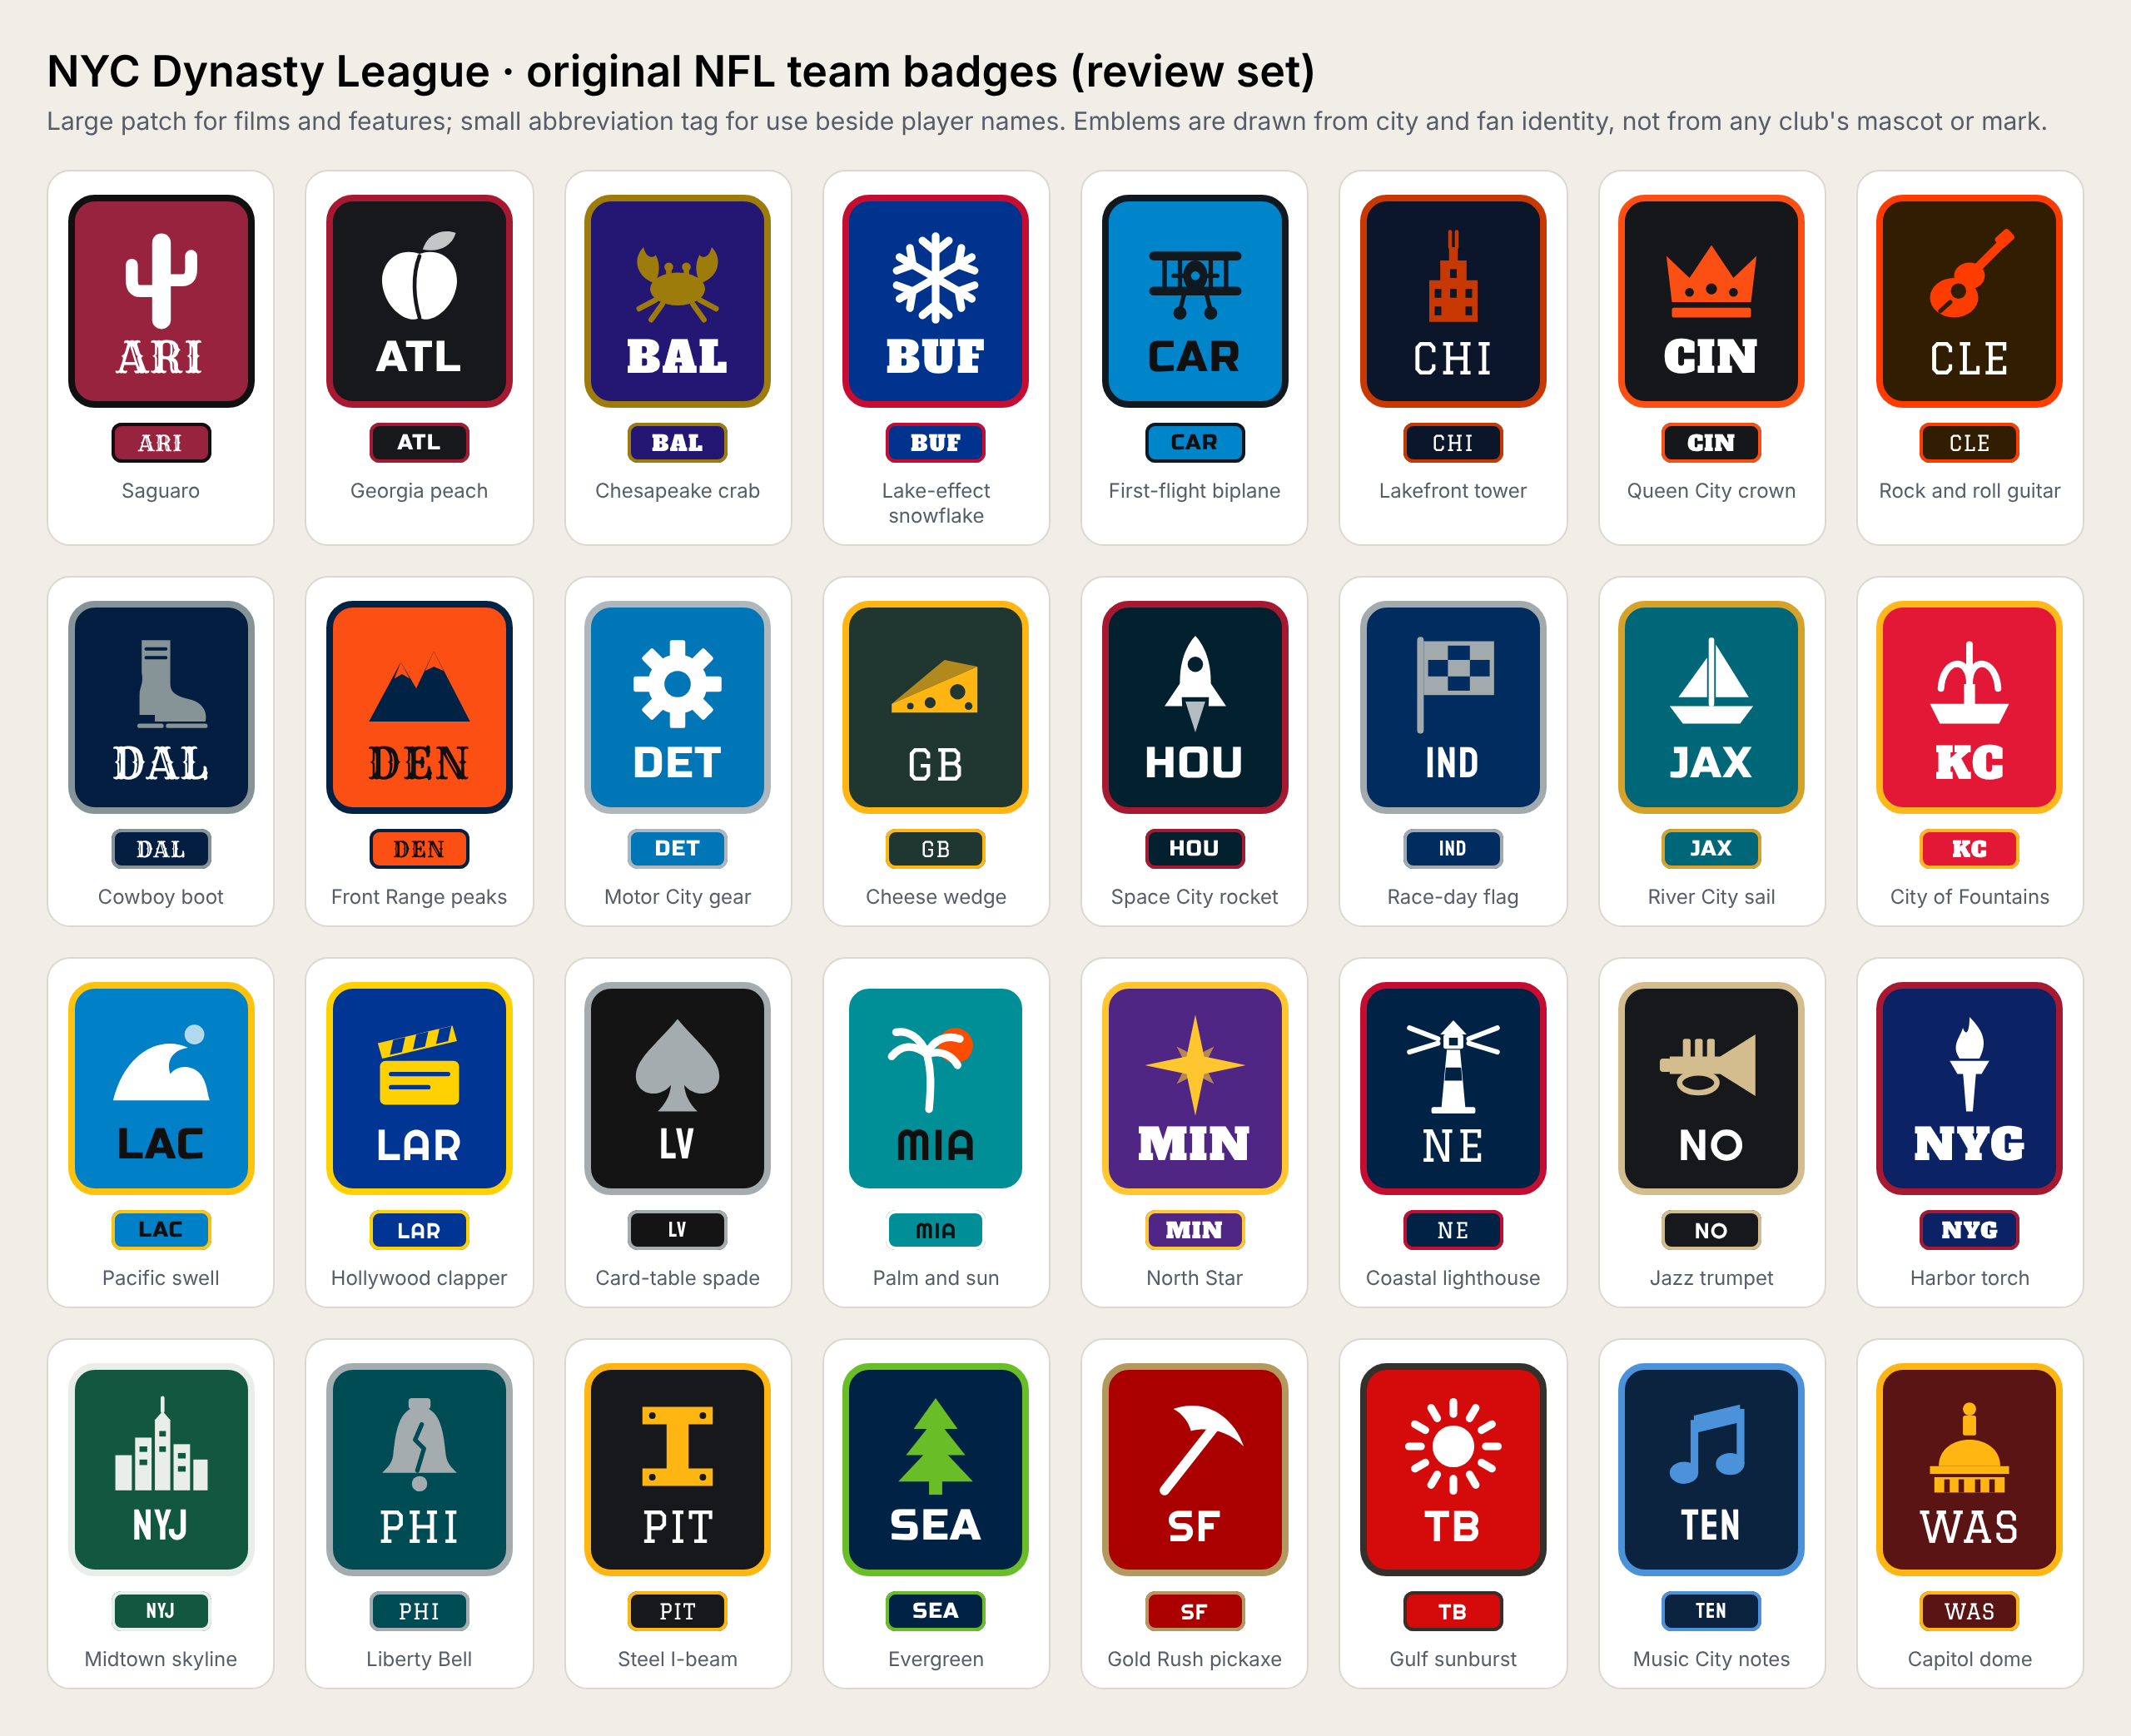 NYC Dynasty League · original NFL team badges (review set)
Large patch for films and features; small abbreviation tag for use beside player names. Emblems are drawn from city and fan identity, not from any club's mascot or mark.
ARI ATL BAL BUF CAR CHI CIN CLE
ARI ATL BAL BUF CAR CHI CIN CLE
Saguaro Georgia peach Chesapeake crab Lake-effect First-flight biplane Lakefront tower Queen City crown Rock and roll guitar
snowflake
DAL DEN DET GB HOU IND JAX KC
DAL DEN DET GB HOU IND JAX KC
Cowboy boot Front Range peaks Motor City gear Cheese wedge Space City rocket Race-day flag River City sail City of Fountains
LAC LAR LV MIA MIN NE NO NYG
LAC LAR LV MIA MIN NE NO NYG
Pacific swell Hollywood clapper Card-table spade Palm and sun North Star Coastal lighthouse Jazz trumpet Harbor torch
NYJ PHI PIT SEA SF TB TEN WAS
NYJ PHI PIT SEA SF TB TEN WAS
Midtown skyline Liberty Bell Steel I-beam Evergreen Gold Rush pickaxe Gulf sunburst Music City notes Capitol dome